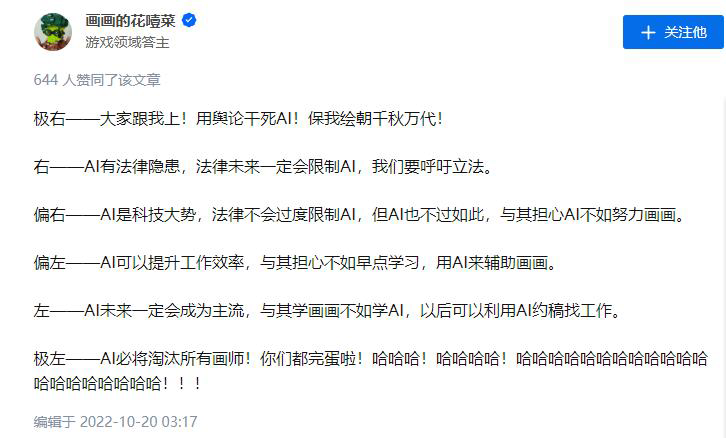 画画的花噎菜
游戏领域答主
关注他
644 人赞同了该文章
极右——大家跟我上！用舆论干死AI！保我绘朝千秋万代！
右——AI有法律隐患，法律未来一定会限制AI，我们要呼吁立法。
偏右——AI是科技大势，法律不会过度限制AI，但AI也不过如此，与其担心AI不如努力画画。
偏左——AI可以提升工作效率，与其担心不如早点学习，用AI来辅助画画。
左——AI未来一定会成为主流，与其学画画不如学AI，以后可以利用AI约稿找工作。
极左——AI必将淘汰所有画师！你们都完蛋啦！哈哈哈！哈哈哈哈！哈哈哈哈哈哈哈哈哈哈哈哈
哈哈哈哈哈哈哈哈！！！
编辑于 2022-10-20 03:17